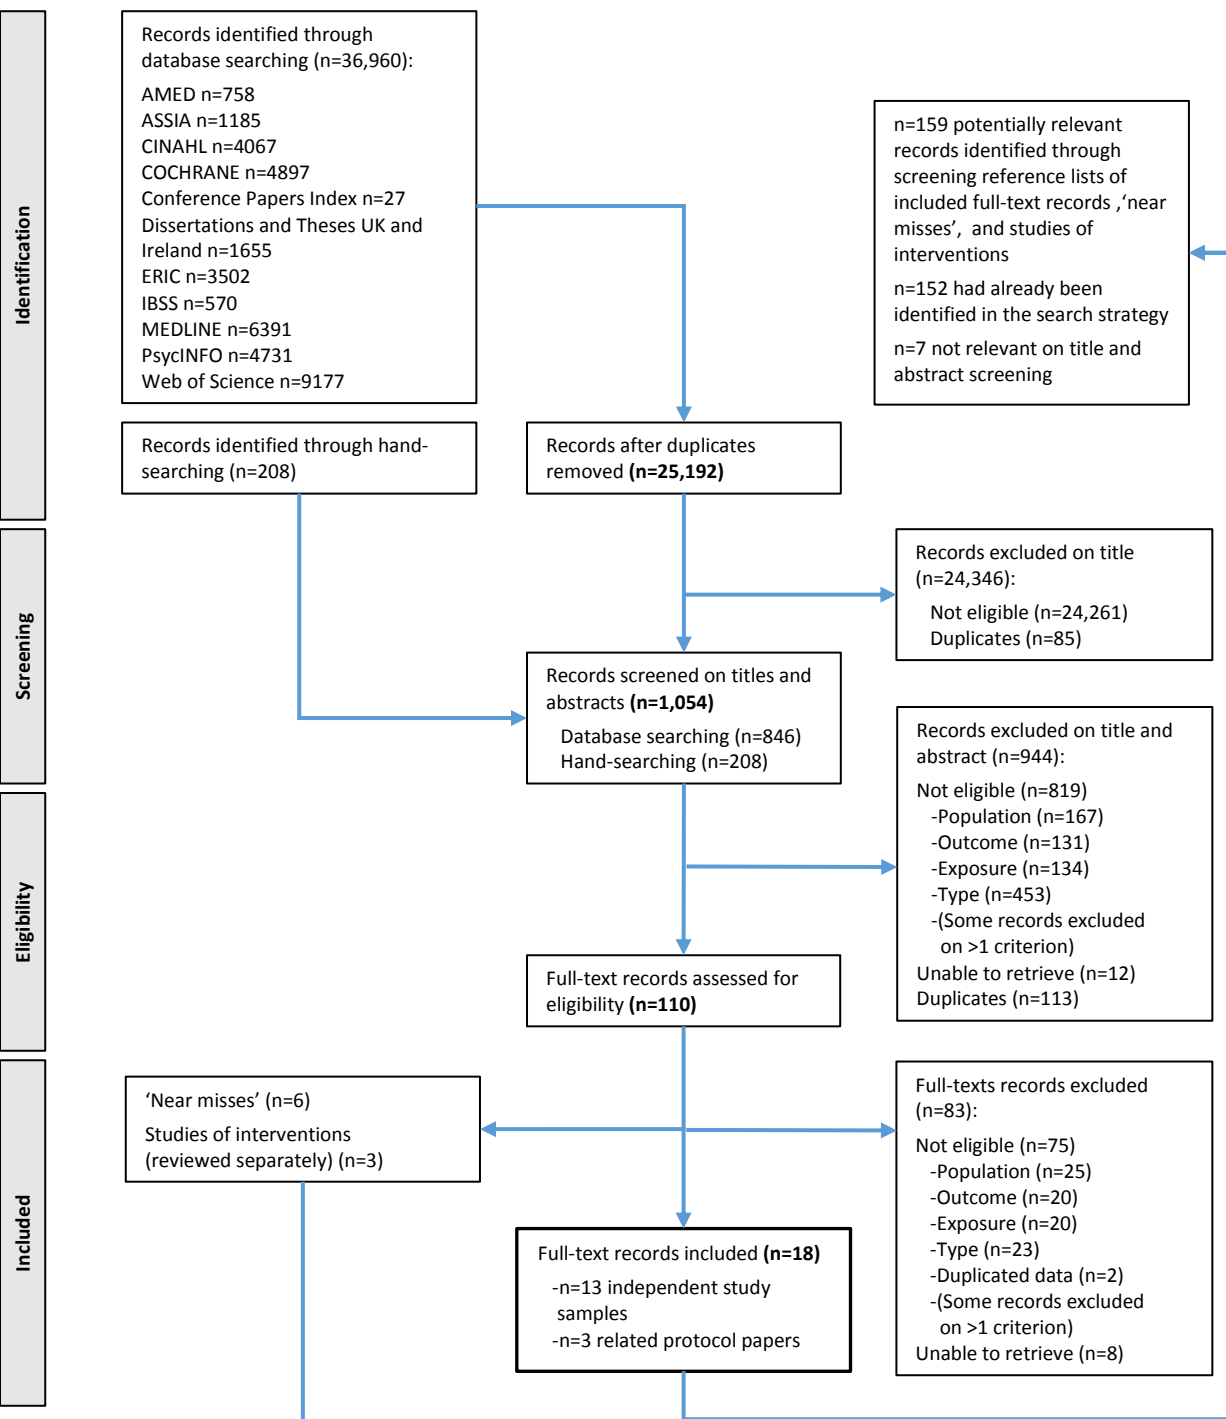 Identification
Records identified through
database searching (n=36,960):
AMED n=758
ASSIA n=1185
CINAHL n=4067
COCHRANE n=4897
Conference Papers Index n=27
Dissertations and Theses UK and
Ireland n=1655
ERIC n=3502
IBSS n=570
MEDLINE n=6391
PsycINFO n=4731
Web of Science n=9177
n=159 potentially relevant
records identified through
screening reference lists of
included full-text records ,‘near
misses’, and studies of
interventions
n=152 had already been
identified in the search strategy
n=7 not relevant on title and
abstract screening
Records identified through hand-
searching (n=208)
Records after duplicates
removed (n=25,192)
Screening
Records excluded on title
(n=24,346):
Not eligible (n=24,261)
Duplicates (n=85)
Records screened on titles and
abstracts (n=1,054)
Database searching (n=846)
Hand-searching (n=208)
Records excluded on title and
abstract (n=944):
Not eligible (n=819)
-Population (n=167)
-Outcome (n=131)
-Exposure (n=134)
-Type (n=453)
-(Some records excluded
on >1 criterion)
Unable to retrieve (n=12)
Duplicates (n=113)
Eligibility
Full-text records assessed for
eligibility (n=110)
Included
‘Near misses’ (n=6)
Studies of interventions
(reviewed separately) (n=3)
Full-texts records excluded
(n=83):
Not eligible (n=75)
-Population (n=25)
-Outcome (n=20)
-Exposure (n=20)
-Type (n=23)
-Duplicated data (n=2)
-(Some records excluded
on >1 criterion)
Unable to retrieve (n=8)
Full-text records included (n=18)
-n=13 independent study
samples
-n=3 related protocol papers